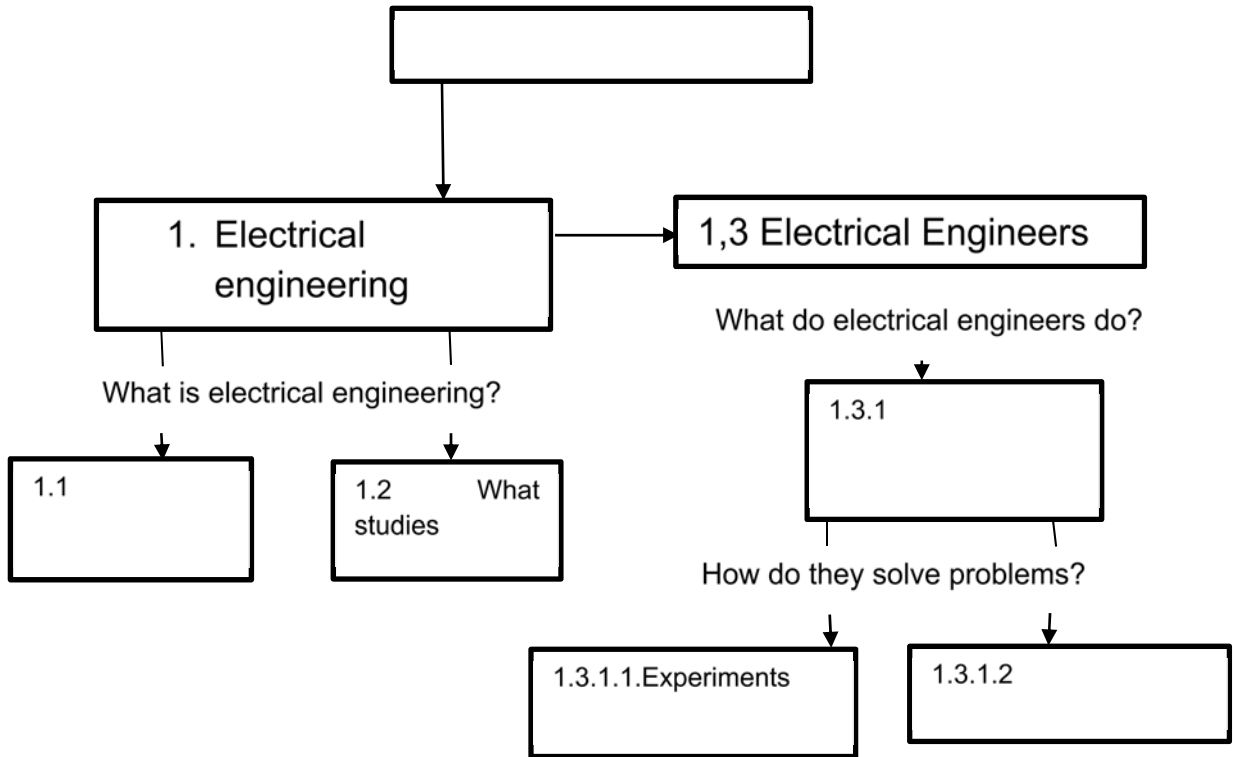 1. Electrical
engineering
1,3 Electrical Engineers
What do electrical engineers do?
What is electrical engineering?
1.3.1
1.1
1.2 What
studies
How do they solve problems?
1.3.1.1.Experiments
1.3.1.2